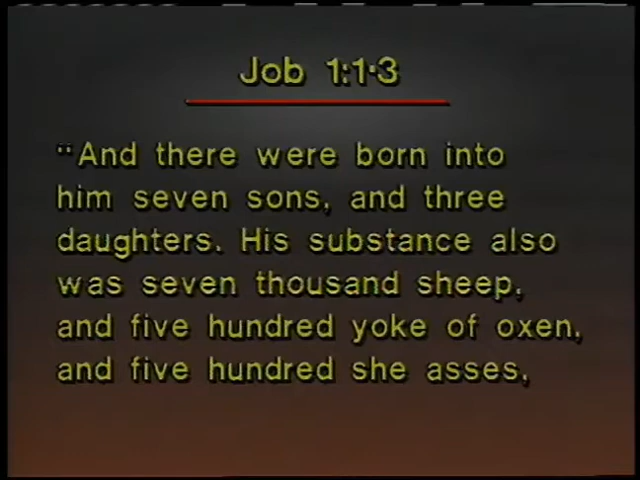 Job 1:1-3
"And there were born into
him seven sons, and three
daughters. His substance also
was seven thousand sheep,
and five hundred yoke of oxen,
and five hundred she asses,